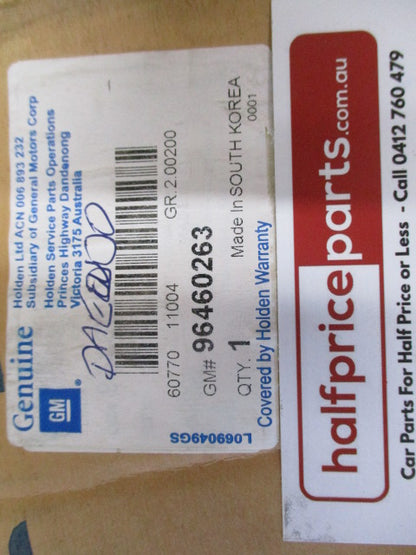 Genuine
GM
Holden Ltd ACN 006 893 232
Subsidiary of General Motors Corp
Holden Service Parts Operations
Princes Highway Dandenong
Victoria 3175 Australia
DAEWOO
60770 11004 GR.2.00200
GM# 96460263
QTY. 1 Made In SOUTH KOREA
0001
Covered by Holden Warranty
L069049GS
halfpriceparts.com.au
Car Parts For Half Price or Less - Call 0412 760 479